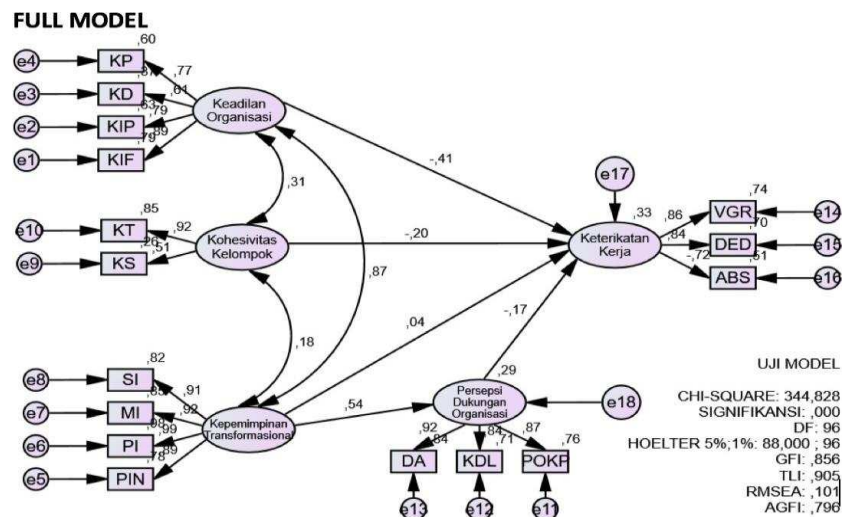 FULL MODEL
,60
e4 KP ,77
,37
e3 KD ,61
,63
e2 KIP ,79
,79 ,89
e1 KIF
Keadilan
Organisasi
-,41
,31
,85
e10 KT ,92
,26
e9 KS ,51
Kohesivitas
Kelompok
-,20
,87
,18
,04
-,17
e17
,33
Keterikatan
Kerja
,74
,86 VGR e14
,70
,84 DED e15
-,72 ,51
ABS e16
,82
e8 SI ,91
,85
e7 MI ,92
,98
e6 PI ,99
,78 ,89
e5 PIN
Kepemimpinan
Transformasional
,54
,29
Persepsi
Dukungan
Organisasi
e18
,92 ,84 ,87
,84 ,71 ,76
DA KDL POKP
e13 e12 e11
UJI MODEL
CHI-SQUARE: 344,828
SIGNIFIKANSI: ,000
DF: 96
HOELTER 5%;1%: 88,000 ; 96
GFI: ,856
TLI: ,905
RMSEA: ,101
AGFI: ,796